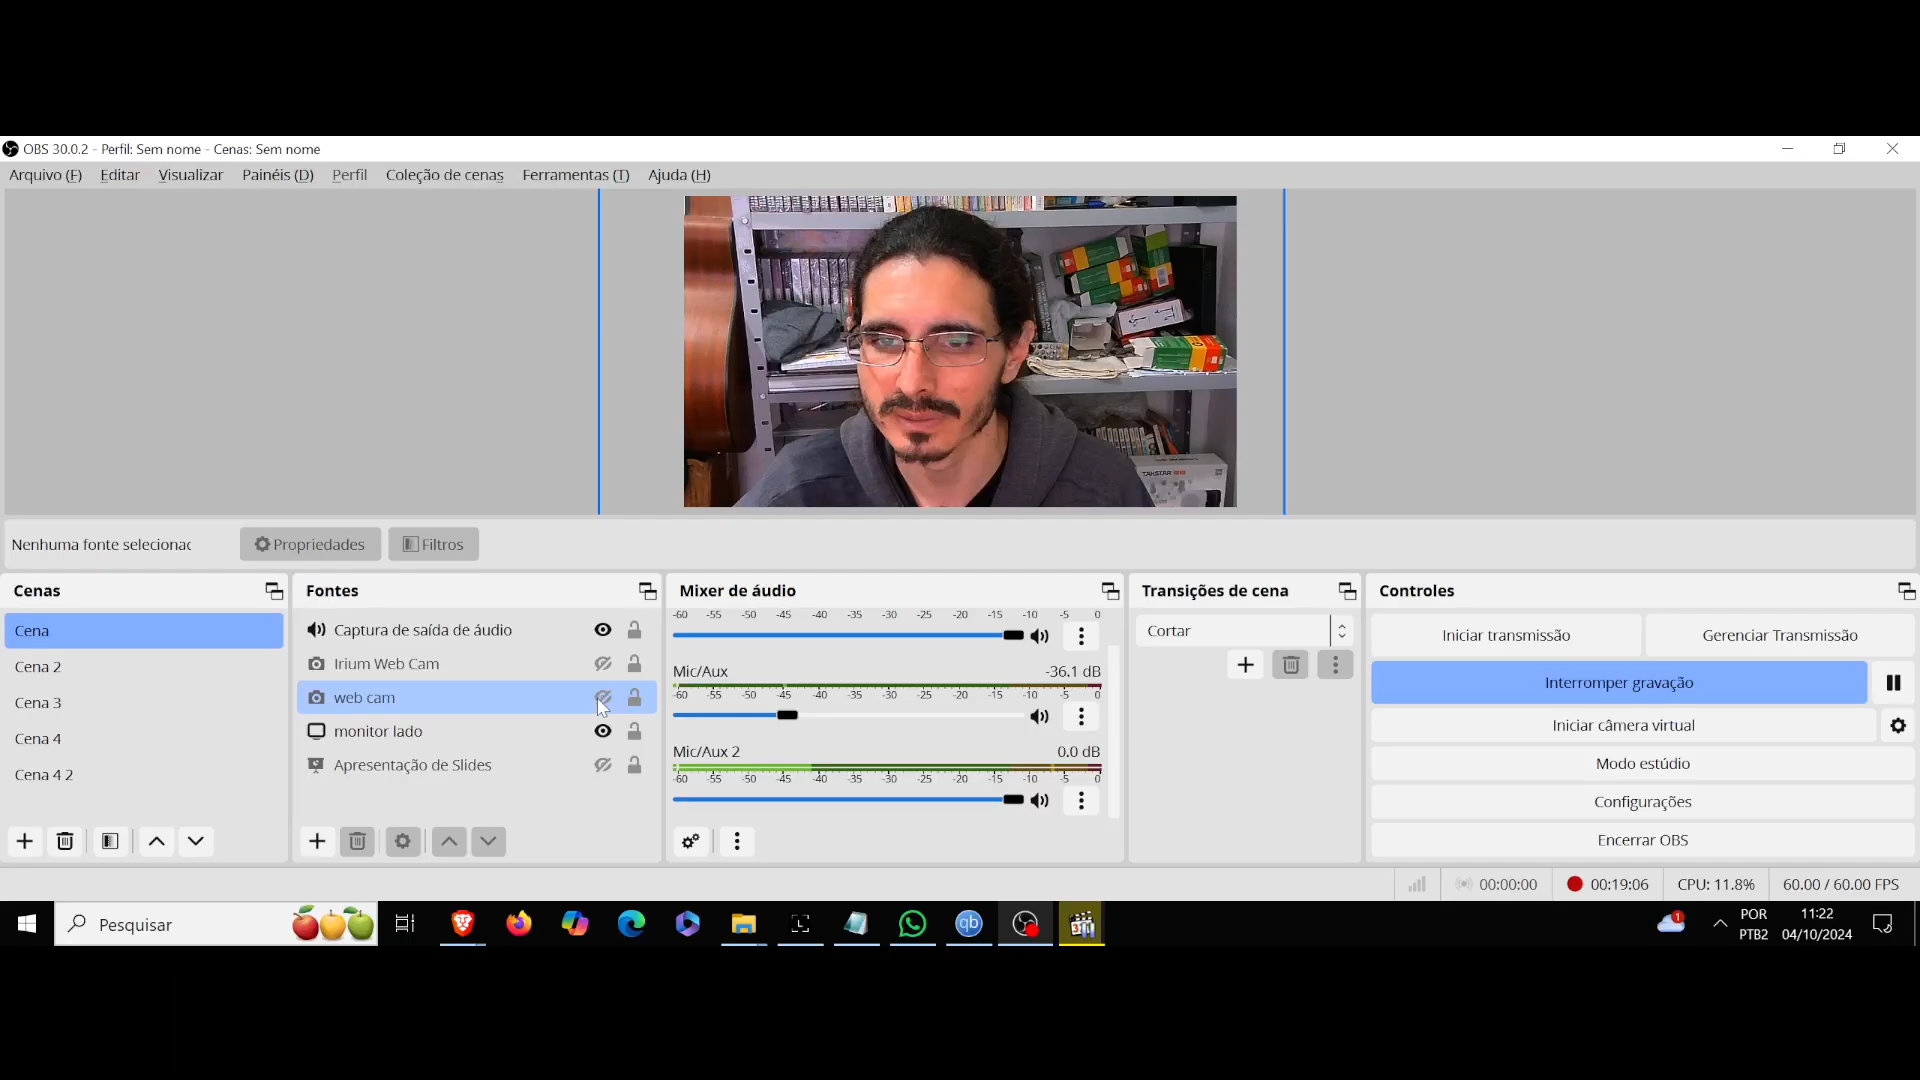 OBS 30.0.2 - Perfil: Sem nome - Cenas: Sem nome
Arquivo (F) Editar Visualizar Painéis (D) Perfil Coleção de cenas Ferramentas (T) Ajuda (H)
TAKSTAR
Nenhuma fonte selecionac Propriedades Filtros
Cenas Fontes Mixer de áudio Transições de cena Controles
Cena
Cena 2
Cena 3
Cena 4
Cena 4 2
Captura de saída de áudio
Irium Web Cam
web cam
monitor lado
Apresentação de Slides
-60 -55 -50 -45 -40 -35 -30 -25 -20 -15 -10 -5 0
Mic/Aux -36.1 dB
-60 -55 -50 -45 -40 -35 -30 -25 -20 -15 -10 -5 0
Mic/Aux 2 0.0 dB
-60 -55 -50 -45 -40 -35 -30 -25 -20 -15 -10 -5 0
Cortar
Iniciar transmissão Gerenciar Transmissão
Interromper gravação
Iniciar câmera virtual
Modo estúdio
Configurações
Encerrar OBS
00:00:00 00:19:06 CPU: 11.8% 60.00 / 60.00 FPS
Pesquisar
qb
1
POR
PTB2
11:22
04/10/2024